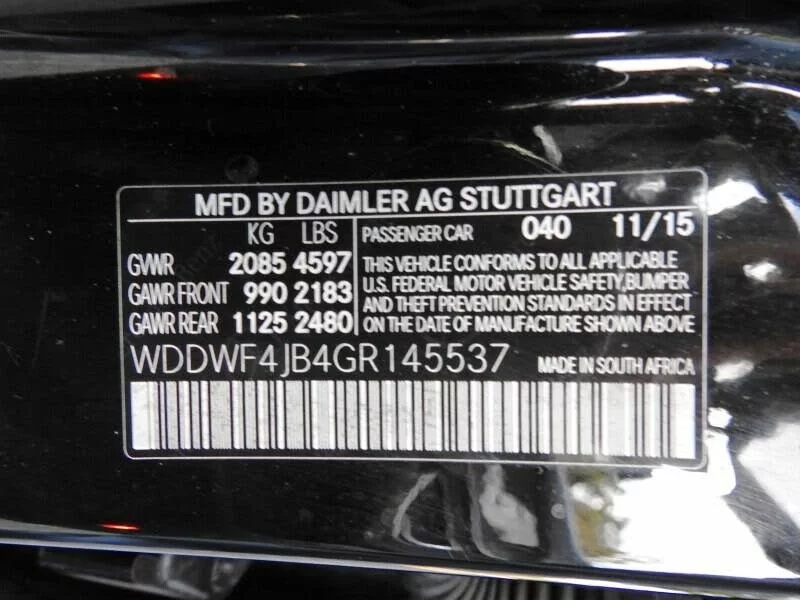 MFD BY DAIMLER AG STUTTGART
KG LBS
GVWR 2085 4597
GAWR FRONT 990 2183
GAWR REAR 1125 2480
PASSENGER CAR 040 11/15
THIS VEHICLE CONFORMS TO ALL APPLICABLE
U.S. FEDERAL MOTOR VEHICLE SAFETY,BUMPER
AND THEFT PREVENTION STANDARDS IN EFFECT
ON THE DATE OF MANUFACTURE SHOWN ABOVE
WDDWF4JB4GR145537 MADE IN SOUTH AFRICA